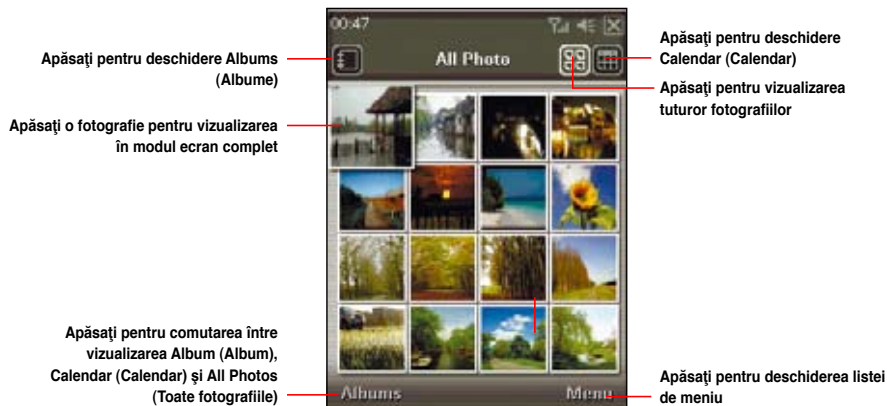 00:47
All Photo
Apăsaţi pentru deschidere Albums
(Albume)
Apăsaţi o fotografie pentru vizualizarea
în modul ecran complet
Apăsaţi pentru comutarea între
vizualizarea Album (Album),
Calendar (Calendar) şi All Photos
(Toate fotografiile)
Apăsaţi pentru deschidere
Calendar (Calendar)
Apăsaţi pentru vizualizarea
tuturor fotografiilor
Albums
Menu
Apăsaţi pentru deschiderea listei
de meniu